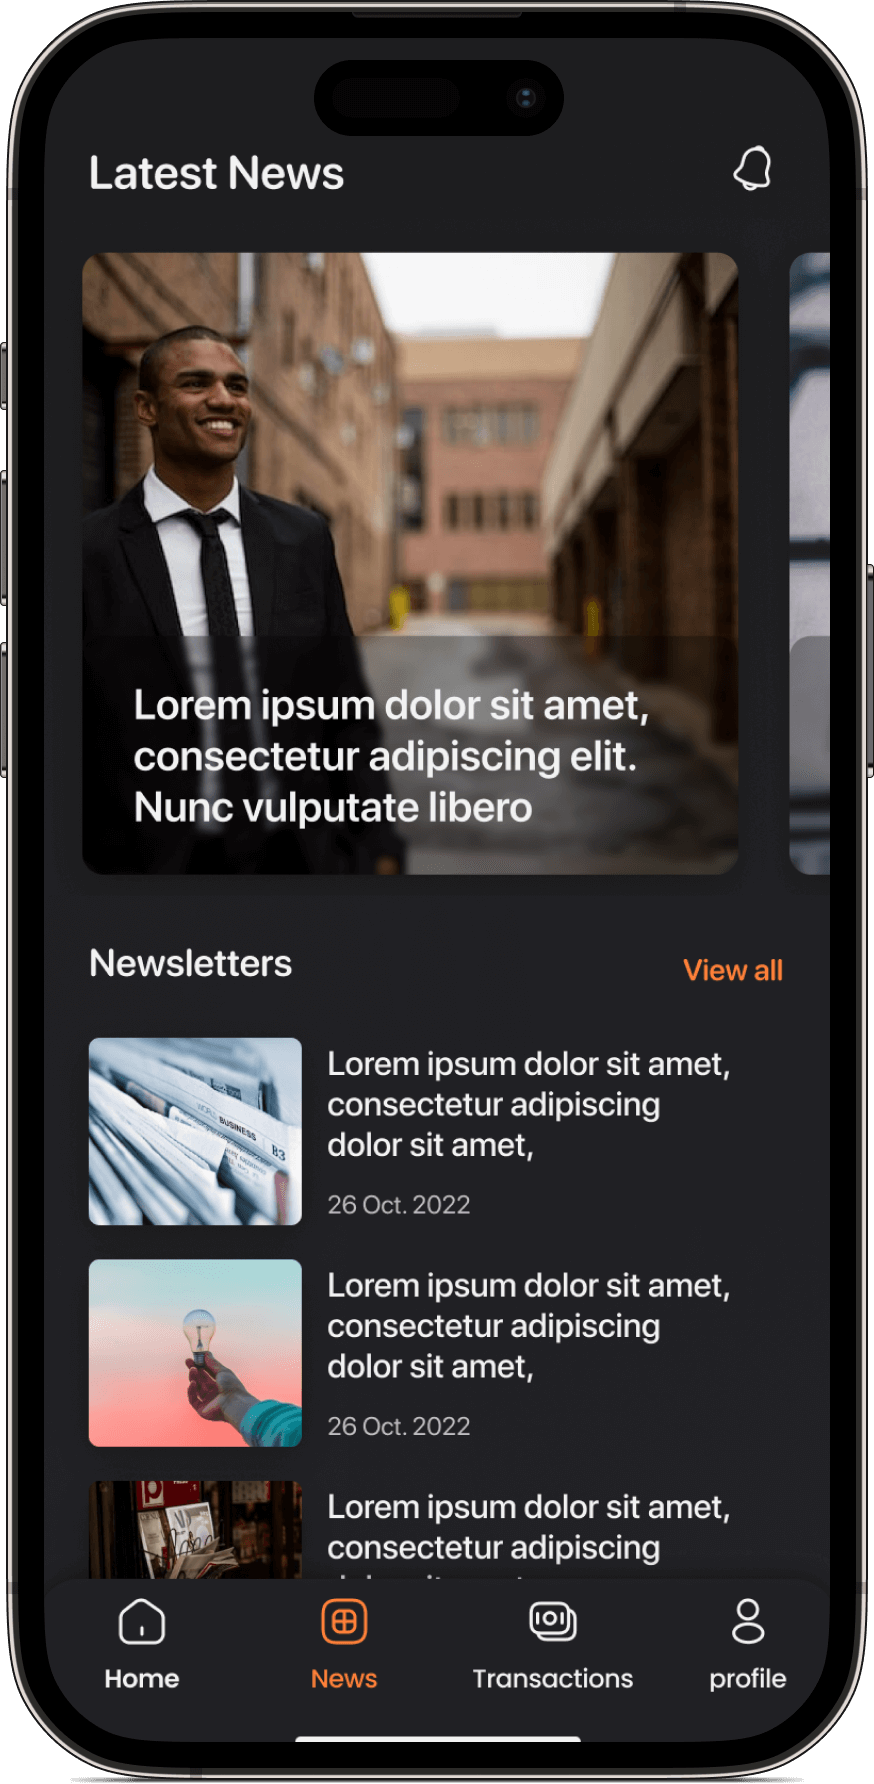 Latest News
Lorem ipsum dolor sit amet,
consectetur adipiscing elit.
Nunc vulputate libero
Newsletters
View all
BUSINESS
B3
Lorem ipsum dolor sit amet,
consectetur adipiscing
dolor sit amet,
26 Oct. 2022
Lorem ipsum dolor sit amet,
consectetur adipiscing
dolor sit amet,
26 Oct. 2022
Lorem ipsum dolor sit amet,
consectetur adipiscing
Home
News
Transactions
profile